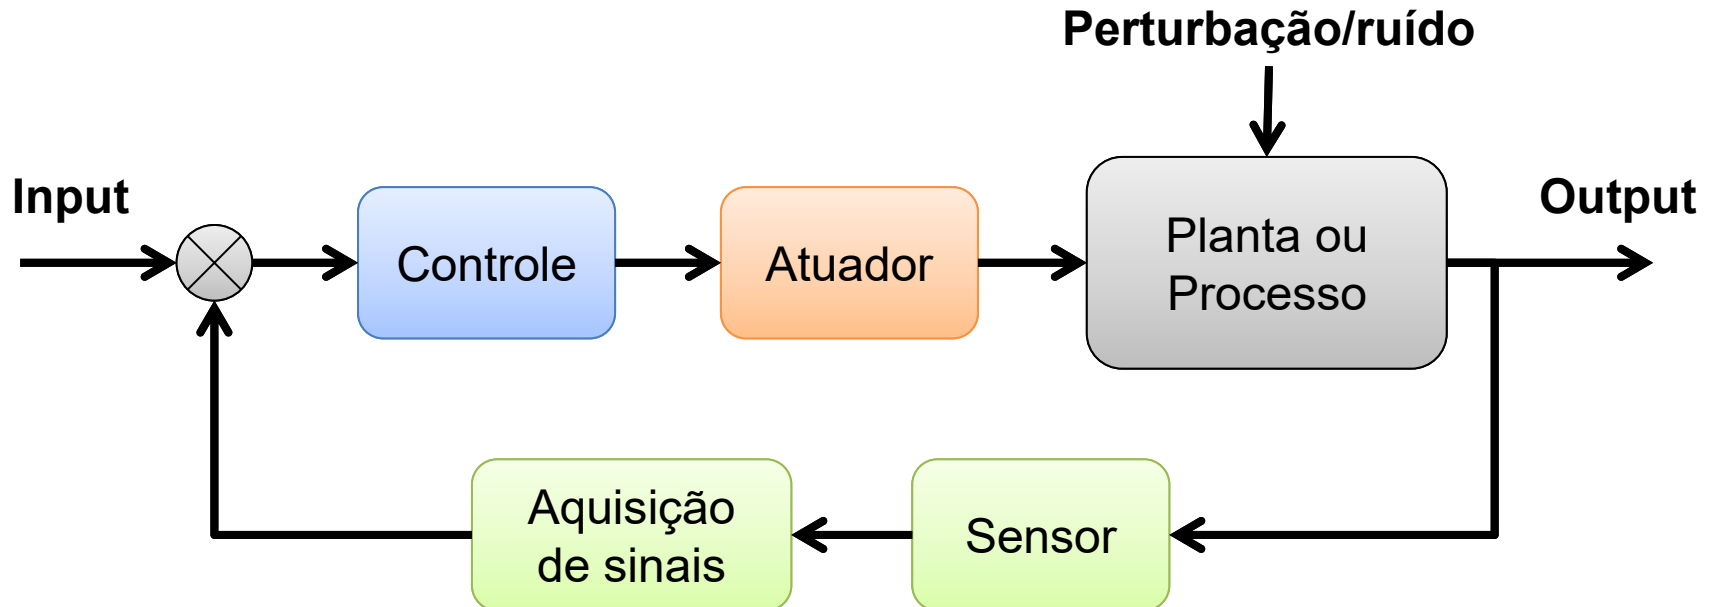 Perturbação/ruído
Input
Controle
Atuador
Planta ou
Processo
Output
Aquisição
de sinais
Sensor